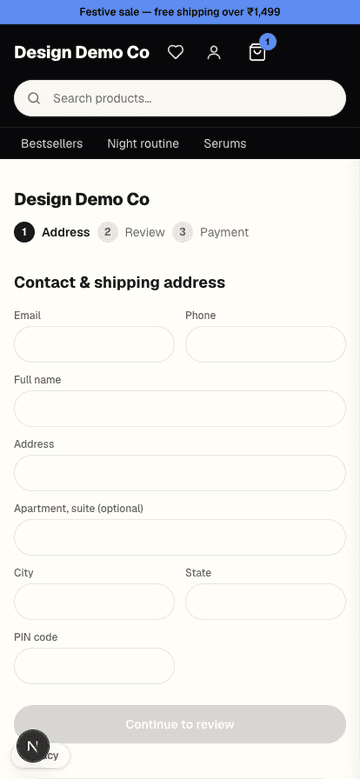 Festive sale — free shipping over ₹1,499
Design Demo Co
1
Search products...
Bestsellers Night routine Serums
Design Demo Co
1 Address 2 Review 3 Payment
Contact & shipping address
Email Phone
Full name
Address
Apartment, suite (optional)
City State
PIN code
Continue to review
N